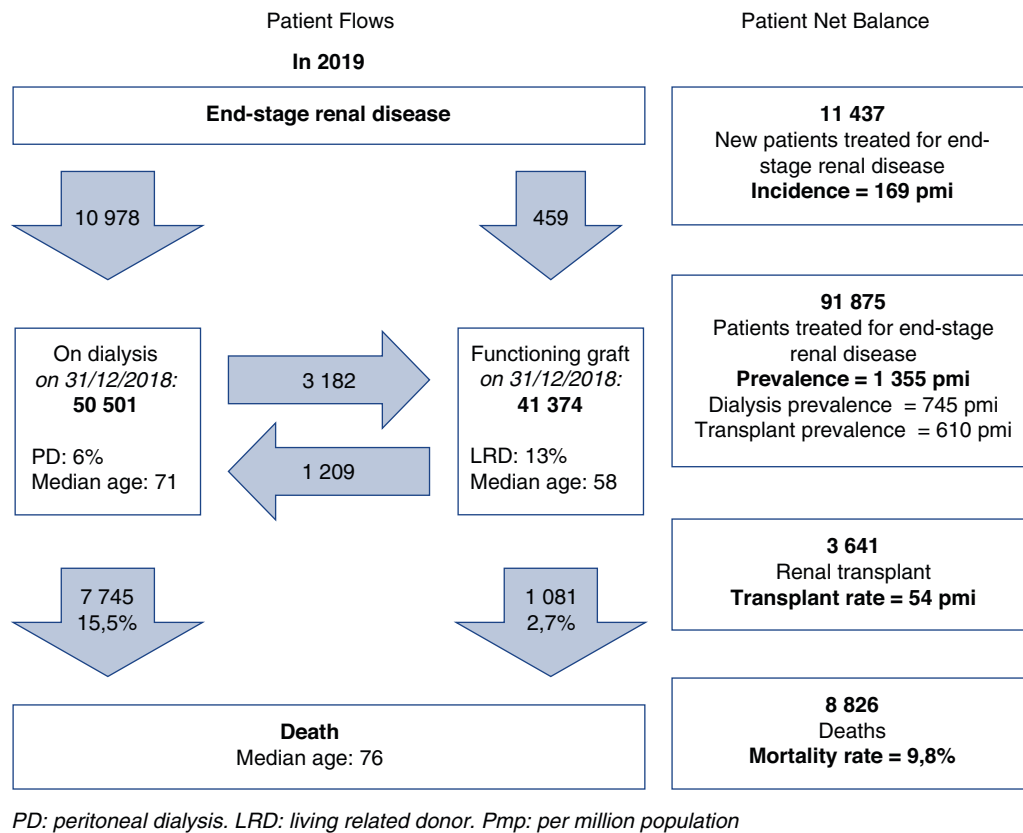 Patient Flows
Patient Net Balance
In 2019
End-stage renal disease
11 437
New patients treated for end-
stage renal disease
Incidence = 169 pmi
10 978
459
On dialysis
on 31/12/2018:
50 501
PD: 6%
Median age: 71
3 182
1 209
Functioning graft
on 31/12/2018:
41 374
LRD: 13%
Median age: 58
91 875
Patients treated for end-stage
renal disease
Prevalence = 1 355 pmi
Dialysis prevalence = 745 pmi
Transplant prevalence = 610 pmi
7 745
15,5%
1 081
2,7%
3 641
Renal transplant
Transplant rate = 54 pmi
Death
Median age: 76
8 826
Deaths
Mortality rate = 9,8%
PD: peritoneal dialysis. LRD: living related donor. Pmp: per million population